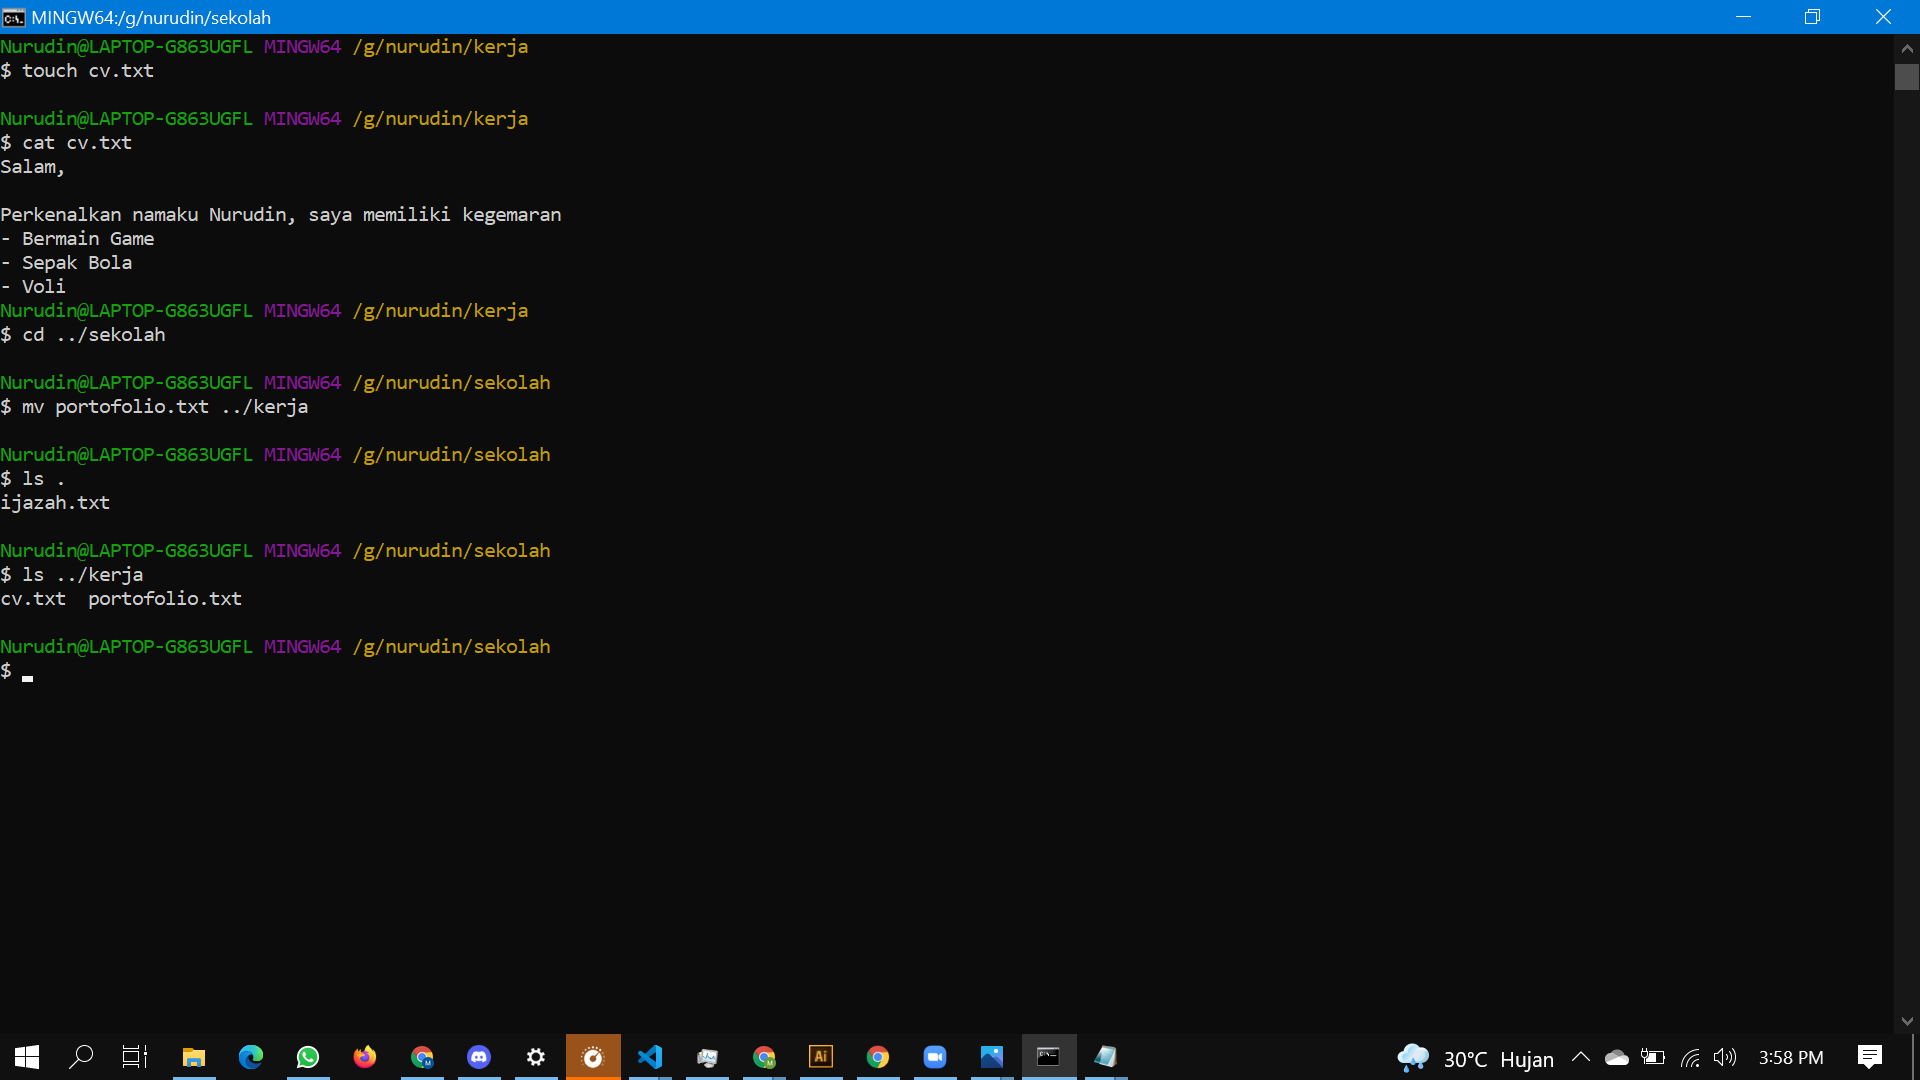 MINGW64:/g/nurudin/sekolah
Nurudin@LAPTOP-G863UGFL MINGW64 /g/nurudin/kerja
$ touch cv.txt
Nurudin@LAPTOP-G863UGFL MINGW64 /g/nurudin/kerja
$ cat cv.txt
Salam,
Perkenalkan namaku Nurudin, saya memiliki kegemaran
- Bermain Game
- Sepak Bola
- Voli
Nurudin@LAPTOP-G863UGFL MINGW64 /g/nurudin/kerja
$ cd ../sekolah
Nurudin@LAPTOP-G863UGFL MINGW64 /g/nurudin/sekolah
$ mv portofolio.txt ../kerja
Nurudin@LAPTOP-G863UGFL MINGW64 /g/nurudin/sekolah
$ ls .
ijazah.txt
Nurudin@LAPTOP-G863UGFL MINGW64 /g/nurudin/sekolah
$ ls ../kerja
cv.txt  portofolio.txt
Nurudin@LAPTOP-G863UGFL MINGW64 /g/nurudin/sekolah
$
Ai
30°C Hujan
3:58 PM